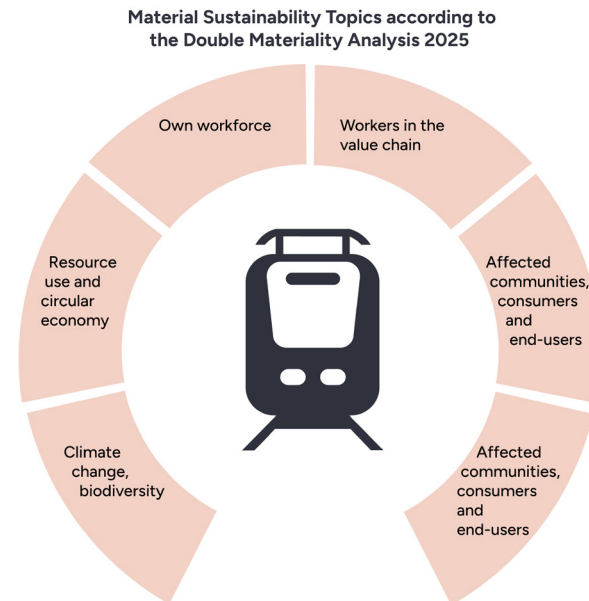 Material Sustainability Topics according to
the Double Materiality Analysis 2025
Own workforce
Workers in the
value chain
Resource
use and
circular
economy
Affected
communities,
consumers
and
end-users
Climate
change,
biodiversity
Affected
communities,
consumers
and
end-users